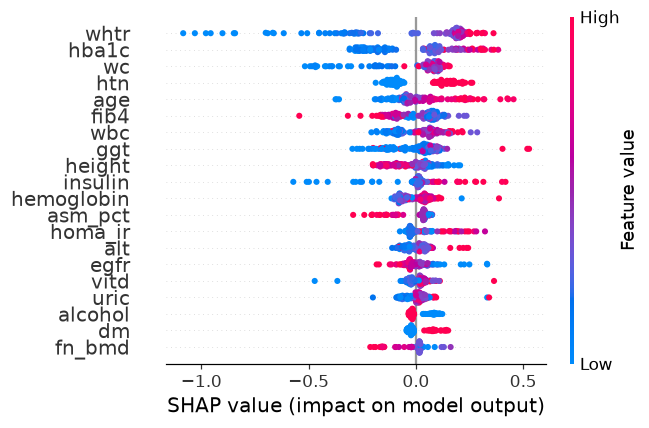 High
whtr
hba1c
wc
htn
age
fib4
wbc
ggt
height
insulin
hemoglobin
asm_pct
homa_ir
alt
egfr
vitd
uric
alcohol
dm
fn_bmd
Feature value
Low
−1.0 −0.5 0.0 0.5
SHAP value (impact on model output)